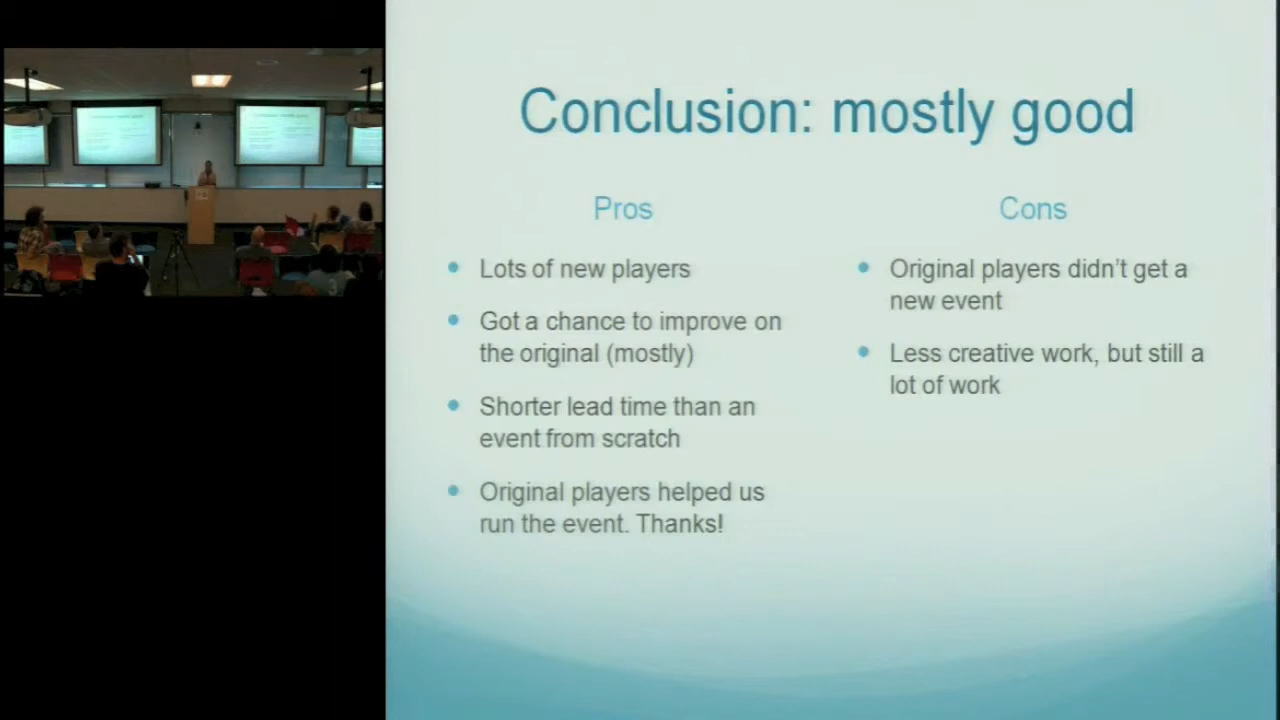 Conclusion: mostly good
Pros
Lots of new players
Got a chance to improve on
the original (mostly)
Shorter lead time than an
event from scratch
Original players helped us
run the event. Thanks!
Cons
Original players didn't get a
new event
Less creative work, but still a
lot of work